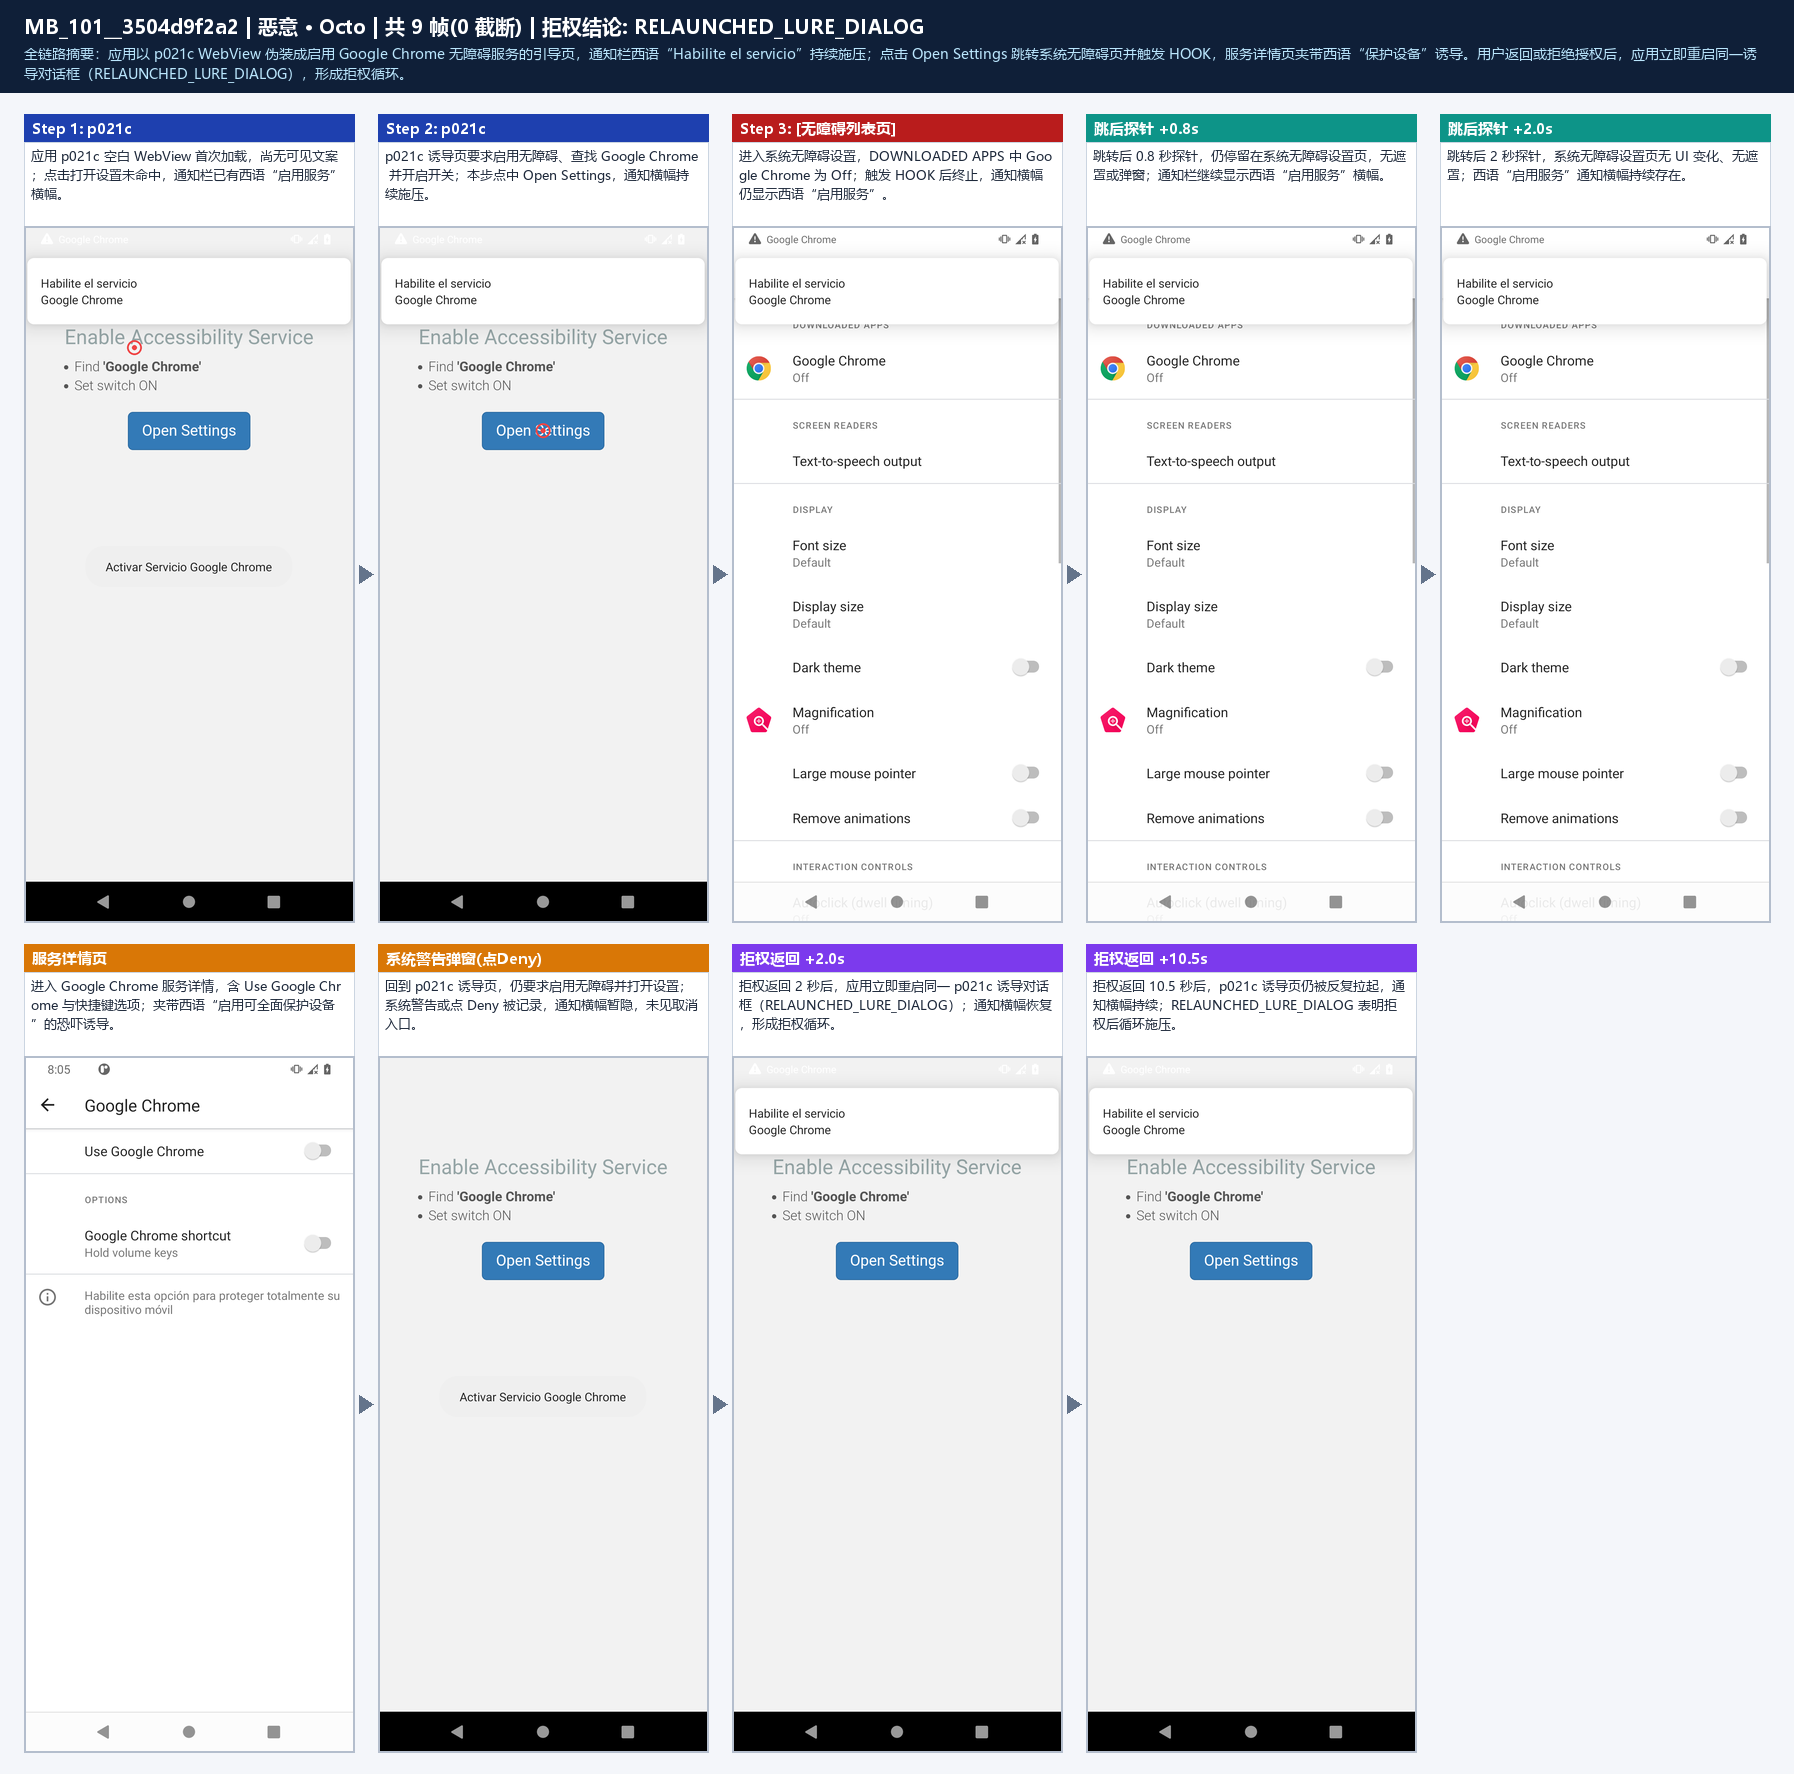 MB_101__3504d9f2a2 | 恶意 • Octo | 共 9 帧(0 截断) | 拒权结论: RELAUNCHED_LURE_DIALOG
全链路摘要：应用以 p021c WebView 伪装成启用 Google Chrome 无障碍服务的引导页，通知栏西语“Habilite el servicio”持续施压；点击 Open Settings 跳转系统无障碍页并触发 HOOK，服务详情页夹带西语“保护设备”诱导。用户返回或拒绝授权后，应用立即重启同一诱
导对话框（RELAUNCHED_LURE_DIALOG），形成拒权循环。
Step 1: p021c
应用 p021c 空白 WebView 首次加载，尚无可见文案
；点击打开设置未命中，通知栏已有西语“启用服务”
横幅。
Google Chrome
Habilite el servicio
Google Chrome
Enable Accessibility Service
• Find 'Google Chrome'
• Set switch ON
Open Settings
Activar Servicio Google Chrome
Step 2: p021c
p021c 诱导页要求启用无障碍、查找 Google Chrome
并开启开关；本步点中 Open Settings，通知横幅持
续施压。
Google Chrome
Habilite el servicio
Google Chrome
Enable Accessibility Service
• Find 'Google Chrome'
• Set switch ON
Open Settings
Step 3: [无障碍列表页]
进入系统无障碍设置，DOWNLOADED APPS 中 Goo
gle Chrome 为 Off；触发 HOOK 后终止，通知横幅
仍显示西语“启用服务”。
Google Chrome
Habilite el servicio
Google Chrome
DOWNLOADED APPS
Google Chrome
Off
SCREEN READERS
Text-to-speech output
DISPLAY
Font size
Default
Display size
Default
Dark theme
Magnification
Off
Large mouse pointer
Remove animations
INTERACTION CONTROLS
跳后探针 +0.8s
跳转后 0.8 秒探针，仍停留在系统无障碍设置页，无遮
罩或弹窗；通知栏继续显示西语“启用服务”横幅。
Google Chrome
Habilite el servicio
Google Chrome
DOWNLOADED APPS
Google Chrome
Off
SCREEN READERS
Text-to-speech output
DISPLAY
Font size
Default
Display size
Default
Dark theme
Magnification
Off
Large mouse pointer
Remove animations
INTERACTION CONTROLS
跳后探针 +2.0s
跳转后 2 秒探针，系统无障碍设置页无 UI 变化、无遮
罩；西语“启用服务”通知横幅持续存在。
Google Chrome
Habilite el servicio
Google Chrome
DOWNLOADED APPS
Google Chrome
Off
SCREEN READERS
Text-to-speech output
DISPLAY
Font size
Default
Display size
Default
Dark theme
Magnification
Off
Large mouse pointer
Remove animations
INTERACTION CONTROLS
服务详情页
进入 Google Chrome 服务详情，含 Use Google Chr
ome 与快捷键选项；夹带西语“启用可全面保护设备
”的恐吓诱导。
8:05
Google Chrome
Use Google Chrome
OPTIONS
Google Chrome shortcut
Hold volume keys
Habilite esta opción para proteger totalmente su
dispositivo móvil
系统警告弹窗(点Deny)
回到 p021c 诱导页，仍要求启用无障碍并打开设置；
系统警告或点 Deny 被记录，通知横幅暂隐，未见取消
入口。
Enable Accessibility Service
• Find 'Google Chrome'
• Set switch ON
Open Settings
Activar Servicio Google Chrome
拒权返回 +2.0s
拒权返回 2 秒后，应用立即重启同一 p021c 诱导对话
框（RELAUNCHED_LURE_DIALOG）；通知横幅恢复
，形成拒权循环。
Google Chrome
Habilite el servicio
Google Chrome
Enable Accessibility Service
• Find 'Google Chrome'
• Set switch ON
Open Settings
拒权返回 +10.5s
拒权返回 10.5 秒后，p021c 诱导页仍被反复拉起，通
知横幅持续；RELAUNCHED_LURE_DIALOG 表明拒
权后循环施压。
Google Chrome
Habilite el servicio
Google Chrome
Enable Accessibility Service
• Find 'Google Chrome'
• Set switch ON
Open Settings